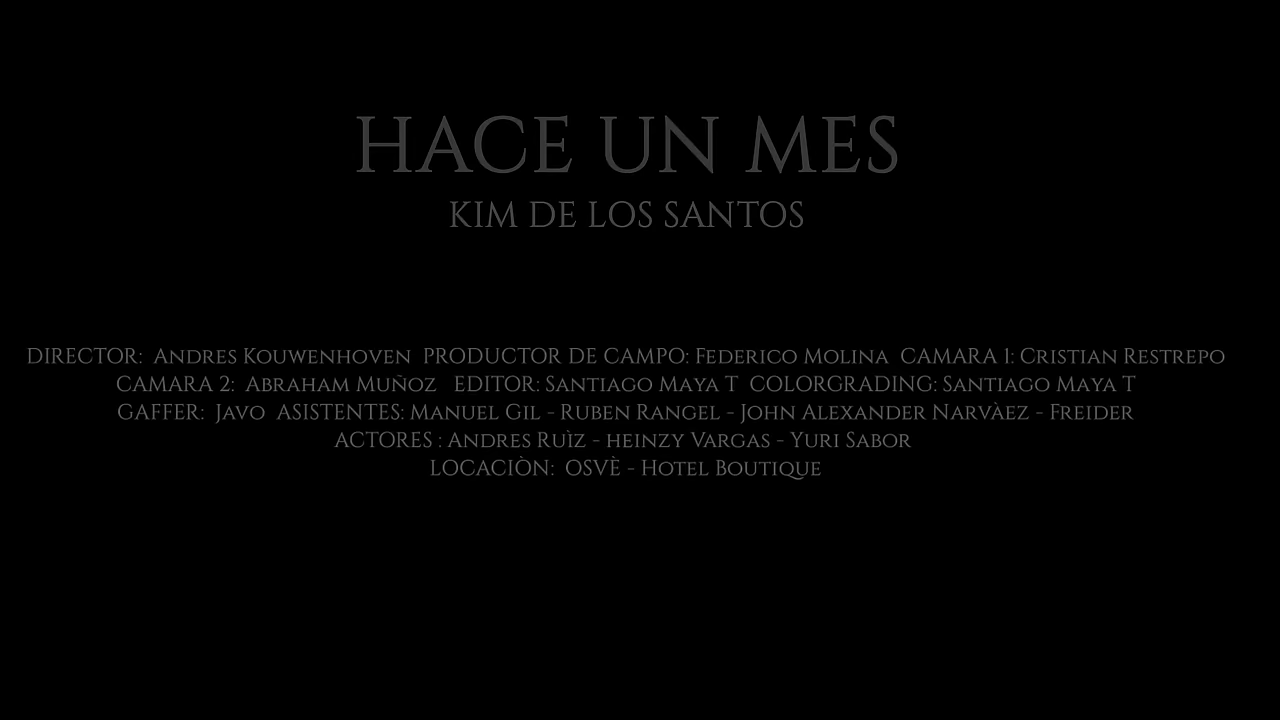 HACE UN MES
KIM DE LOS SANTOS
DIRECTOR: Andres Kouwenhoven PRODUCTOR DE CAMPO: Federico Molina CAMARA 1: Cristian Restrepo
CAMARA 2: Abraham Muñoz EDITOR: Santiago Maya T COLORGRADING: Santiago Maya T
GAFFER: Javo ASISTENTES: Manuel Gil - Ruben Rangel - John Alexander Narvàez - Freider
ACTORES : Andres Ruìz - heinzy Vargas - Yuri Sabor
LOCACIÒN: OSVÈ - Hotel Boutique